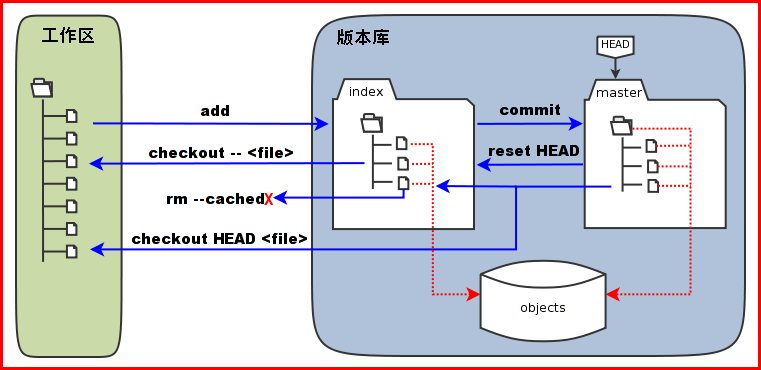 工作区
版本库
HEAD
index
master
add
commit
checkout -- <file>
reset HEAD
rm --cached
X
checkout HEAD <file>
objects